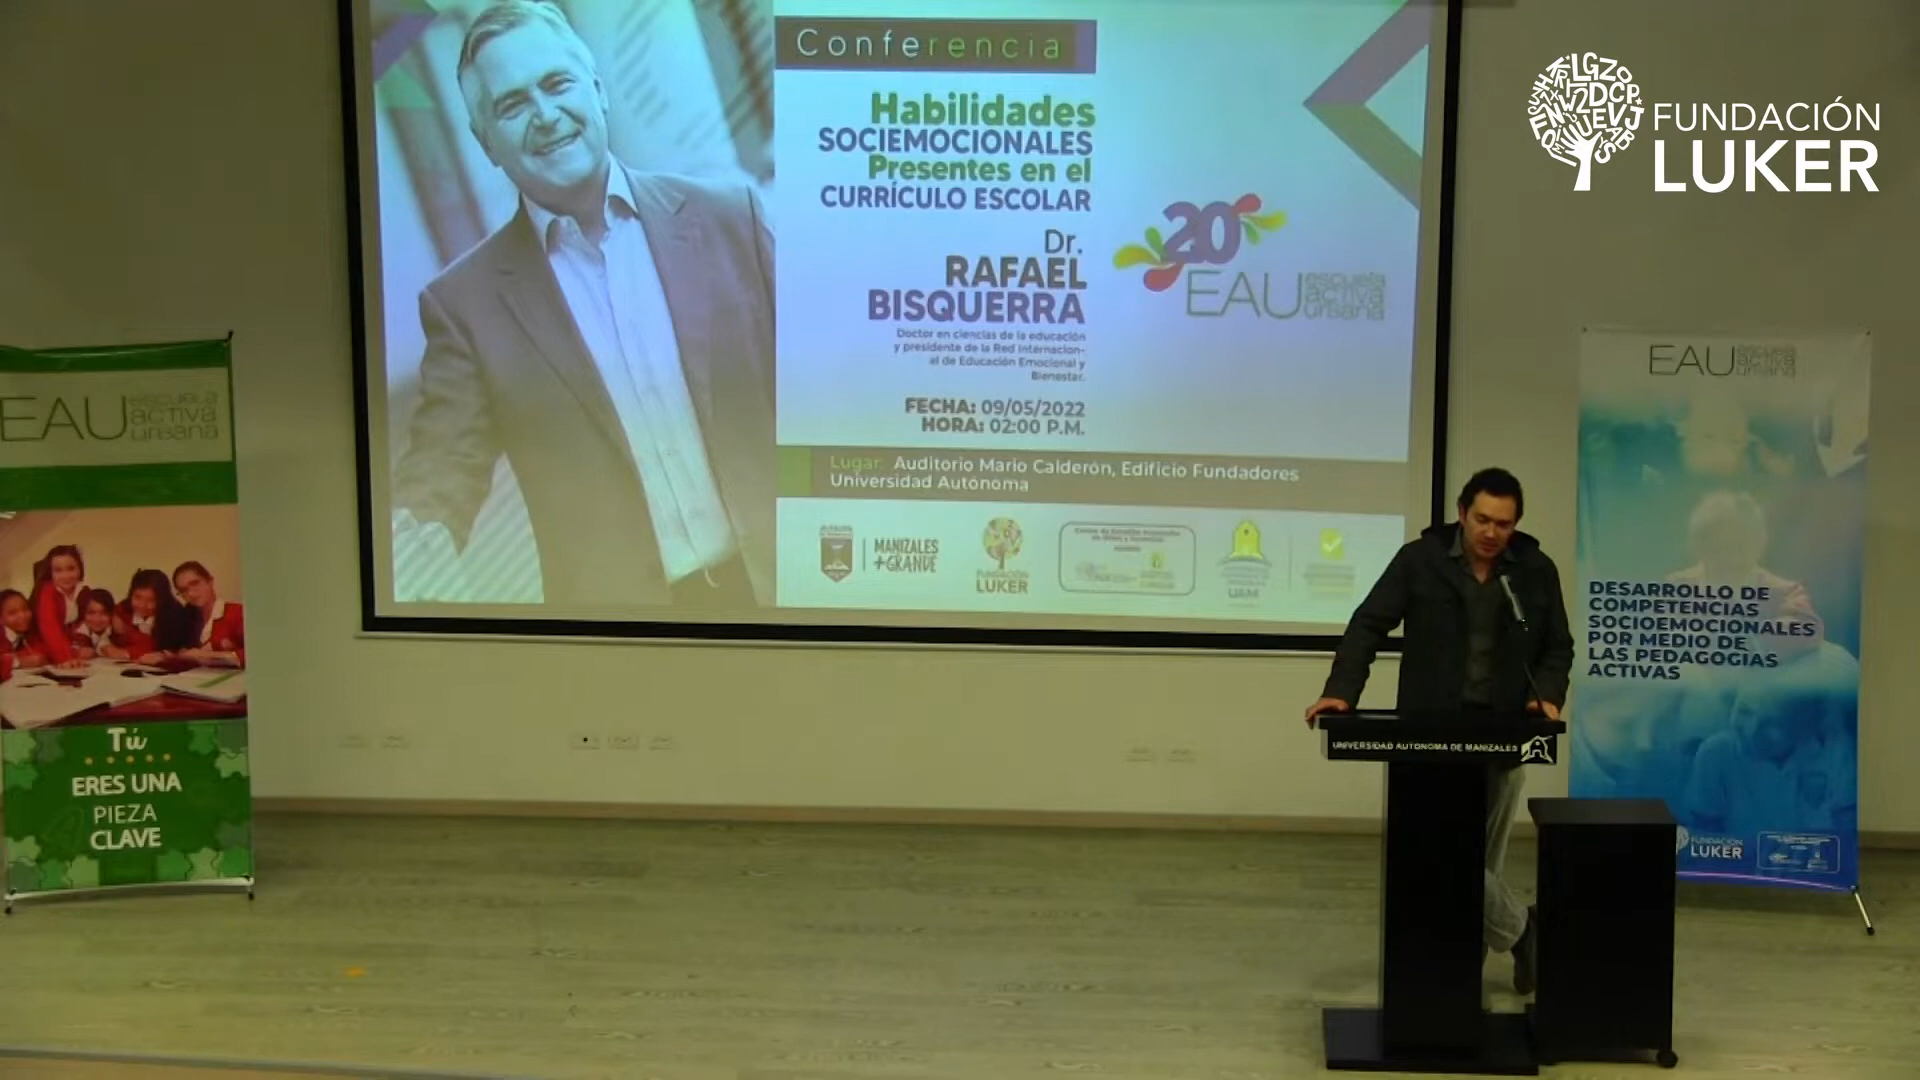 Conferencia
Habilidades
SOCIEMOCIONALES
Presentes en el
CURRÍCULO ESCOLAR
Dr.
RAFAEL
BISQUERRA
Doctor en ciencias de la educación
y presidente de la Red Internacion-
al de Educación Emocional y
Bienestar.
FECHA: 09/05/2022
HORA: 02:00 P.M.
Lugar: Auditorio Mario Calderón, Edificio Fundadores
Universidad Autónoma
20
EAU escuela
activa
urbana
MANIZALES
+GRANDE
FUNDACIÓN
LUKER
UAM
FUNDACIÓN
LUKER
EAU escuela
activa
urbana
Tú
ERES UNA
PIEZA
CLAVE
EAU escuela
activa
urbana
DESARROLLO DE
COMPETENCIAS
SOCIOEMOCIONALES
POR MEDIO DE
LAS PEDAGOGÍAS
ACTIVAS
FUNDACIÓN
LUKER
UNIVERSIDAD AUTÓNOMA DE MANIZALES